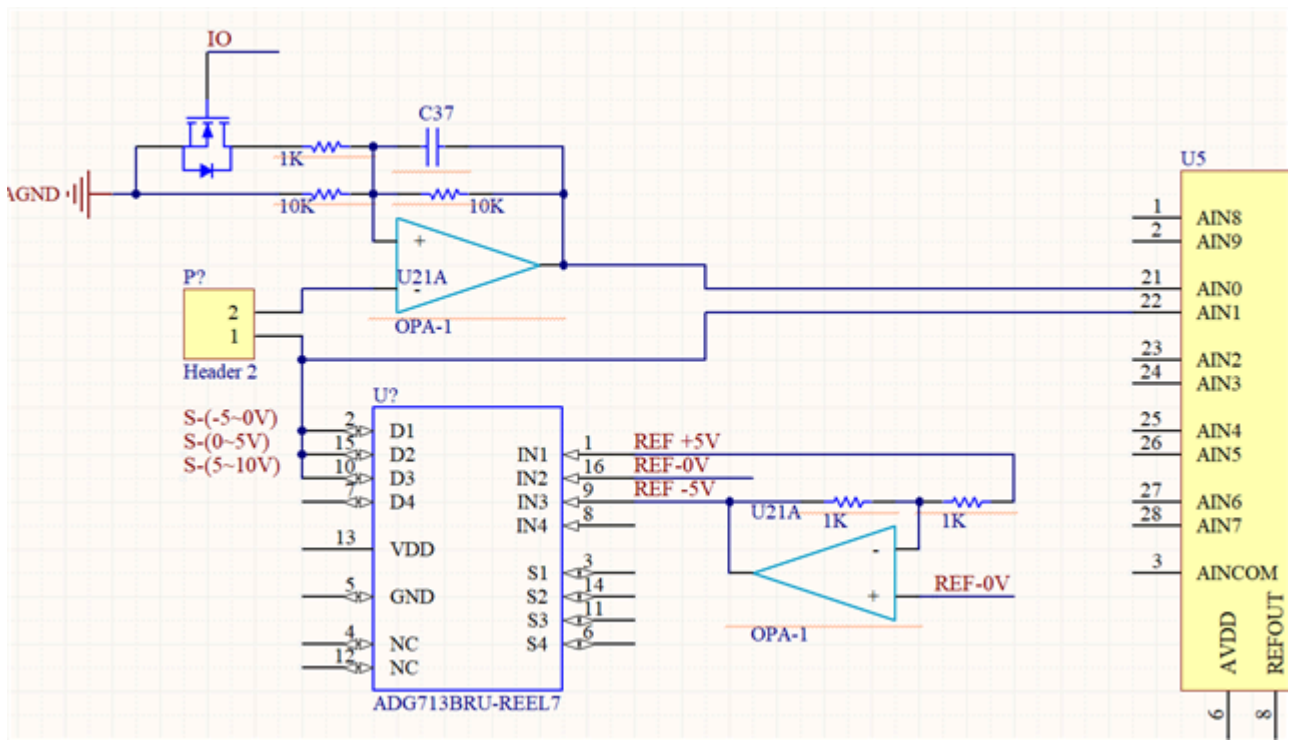 IO
C37
1K
AGND
10K
10K
+
U21A
-
OPA-1
P?
2
1
Header 2
U?
S-(-5~0V)
S-(0~5V)
S-(5~10V)
2 D1
15 D2
10 D3
7 D4
13 VDD
5 GND
4 NC
12 NC
IN1 1 REF +5V
IN2 16 REF-0V
IN3 9 REF -5V
IN4 8
S1 3
S2 14
S3 11
S4 6
ADG713BRU-REEL7
U21A
1K
1K
-
+
REF-0V
OPA-1
U5
1 AIN8
2 AIN9
21 AIN0
22 AIN1
23 AIN2
24 AIN3
25 AIN4
26 AIN5
27 AIN6
28 AIN7
3 AINCOM
AVDD
REFOUT
6
8